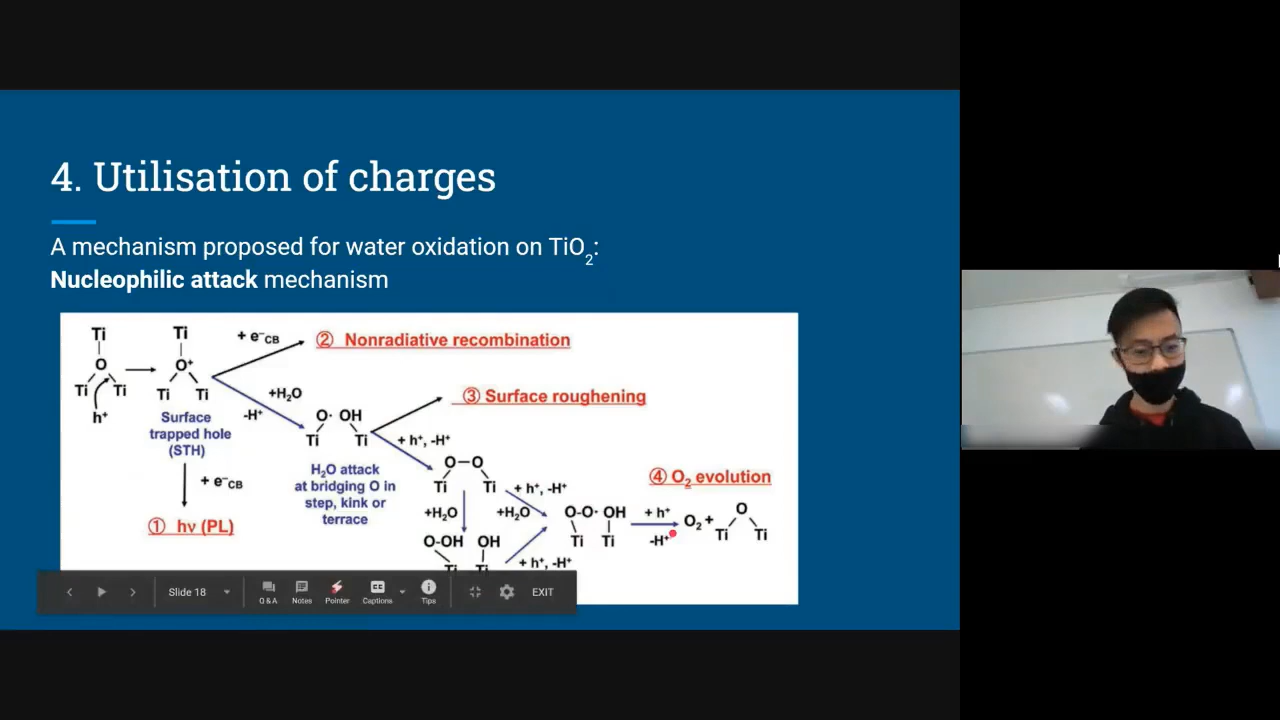 4. Utilisation of charges
A mechanism proposed for water oxidation on TiO2:
Nucleophilic attack mechanism
Ti
O
Ti Ti
h⁺
Ti
O⁺
Ti Ti
Surface
trapped hole
(STH)
+ e⁻CB
② Nonradiative recombination
+ e⁻CB
① hν (PL)
+H2O
-H⁺
O· OH
Ti Ti
H2O attack
at bridging O in
step, kink or
terrace
③ Surface roughening
+ h⁺, -H⁺
O–O
Ti Ti
+H2O
+ h⁺, -H⁺
+H2O
O-OH OH
Ti Ti
+ h⁺, -H⁺
O-O· OH
Ti Ti
④ O2 evolution
+ h⁺
-H⁺
O2 +
O
Ti Ti
Slide 18
Q & A
Notes
Pointer
Captions
Tips
EXIT